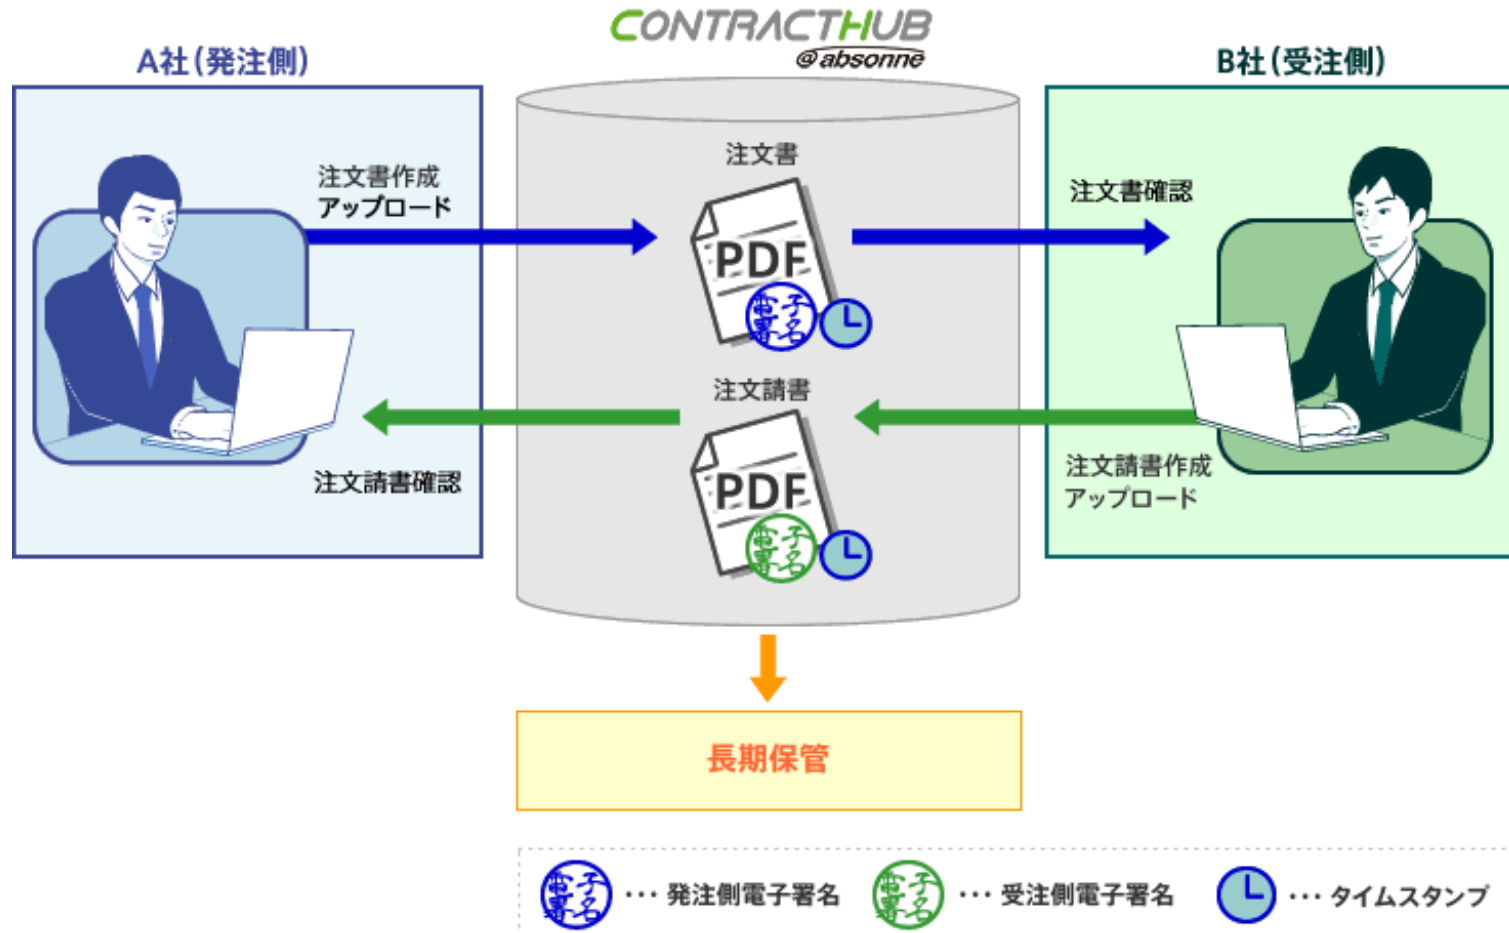 CONTRACTHUB
@absonne
A社(発注側)
B社(受注側)
注文書作成
アップロード
注文書
PDF
電子
署名
注文書確認
注文請書
PDF
電子
署名
注文請書確認
注文請書作成
アップロード
長期保管
電子
署名
…発注側電子署名
電子
署名
…受注側電子署名
…タイムスタンプ